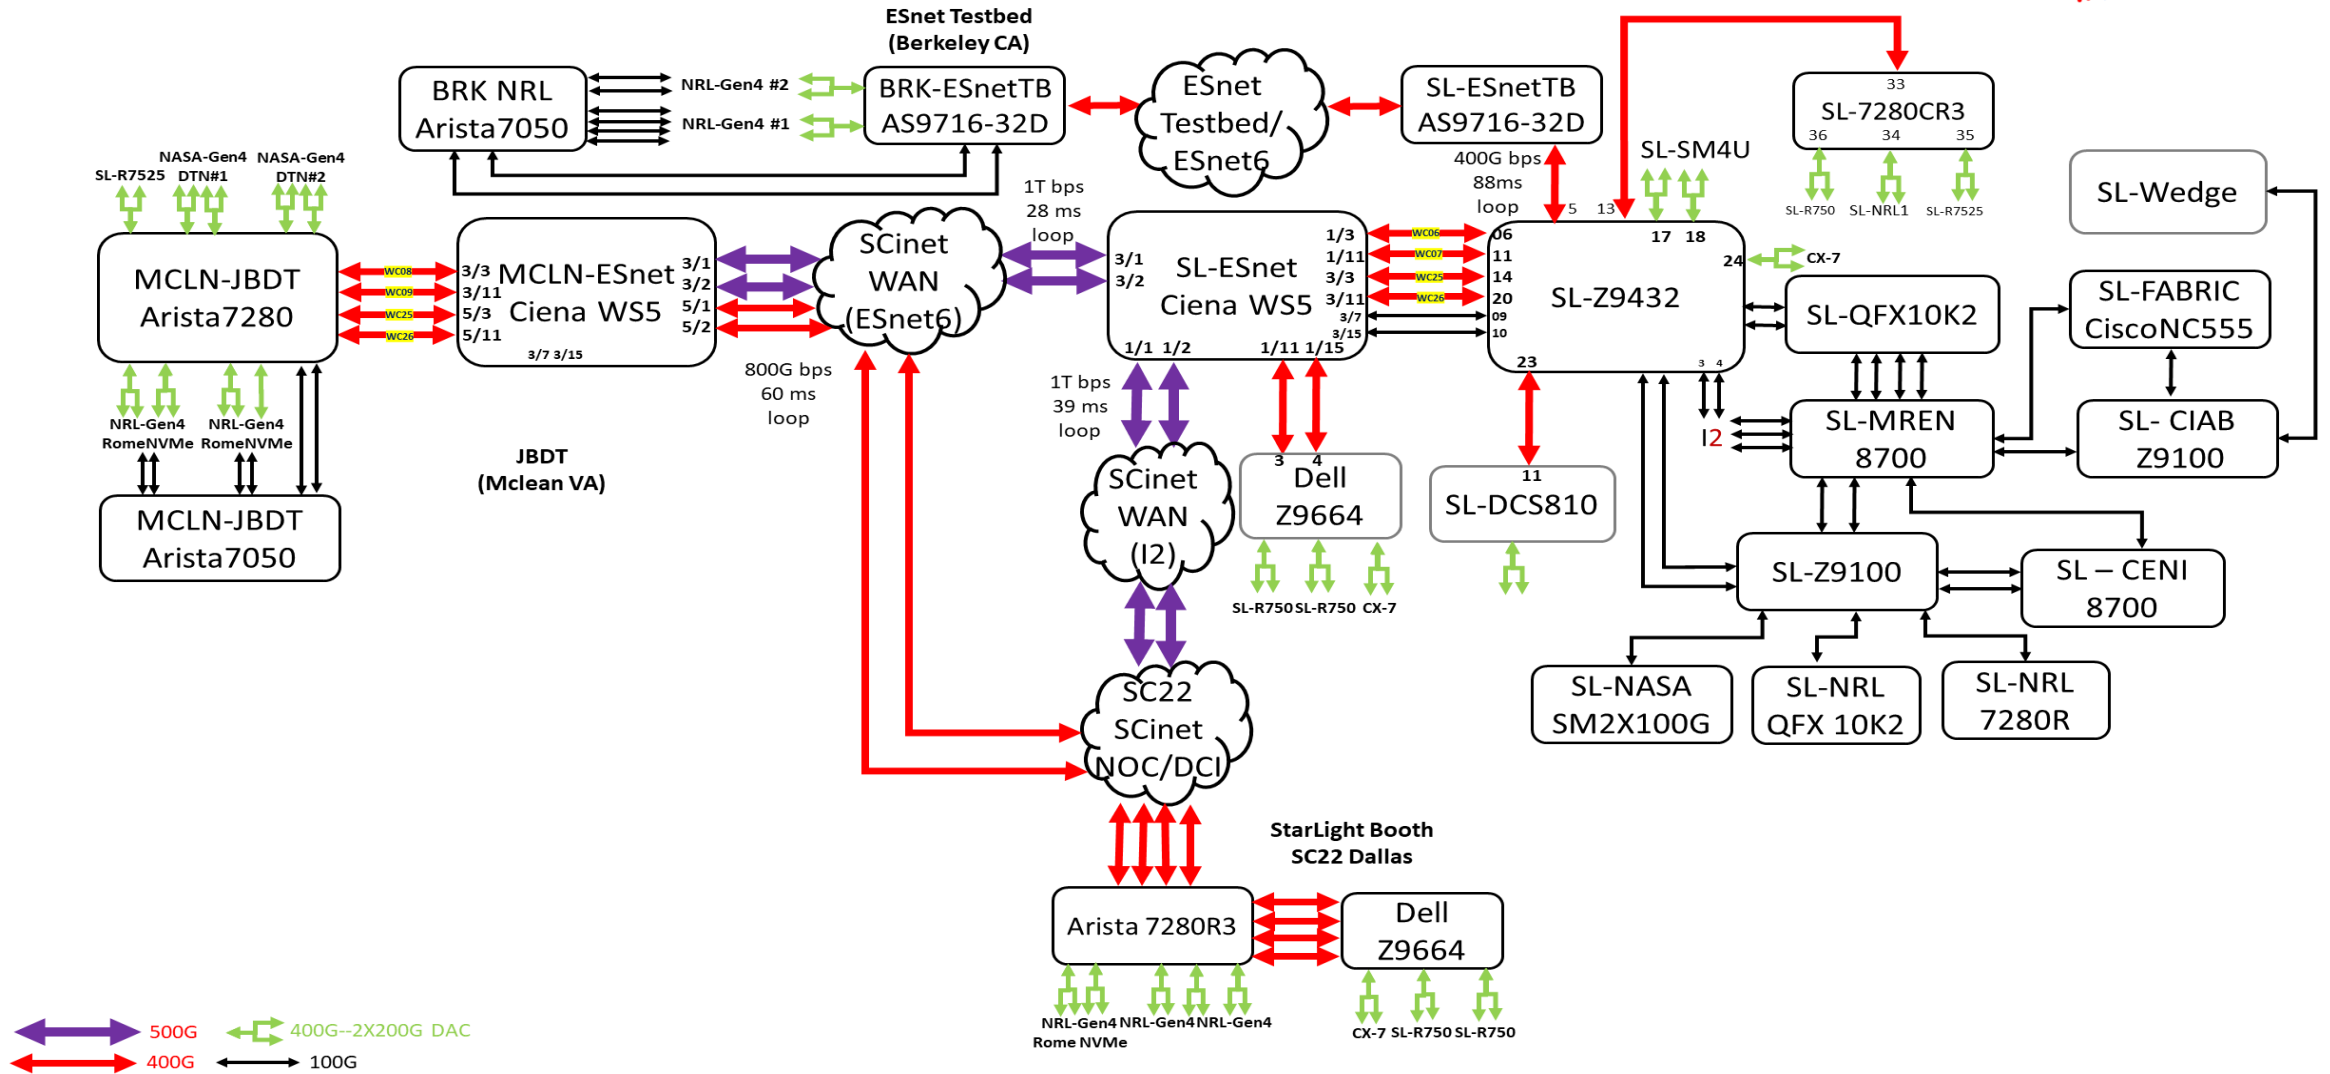 ESnet Testbed
(Berkeley CA)
BRK NRL
Arista7050
NRL-Gen4 #2
NRL-Gen4 #1
BRK-ESnetTB
AS9716-32D
ESnet
Testbed/
ESnet6
SL-ESnetTB
AS9716-32D
400G bps
88ms
loop
5
13
SL-SM4U
33
SL-7280CR3
36
34
35
SL-R750
SL-NRL1
SL-R7525
SL-Wedge
SL-R7525
NASA-Gen4
DTN#1
NASA-Gen4
DTN#2
MCLN-JBDT
Arista7280
WC08
WC09
WC25
WC26
3/3
3/11
5/3
5/11
MCLN-ESnet
Ciena WS5
3/1
3/2
5/1
5/2
3/7 3/15
SCinet
WAN
(ESnet6)
1T bps
28 ms
loop
3/1
3/2
SL-ESnet
Ciena WS5
1/3
1/11
3/3
3/11
3/7
3/15
1/1
1/2
1/11
1/15
WC06
WC07
WC25
WC26
06
11
14
20
09
10
SL-Z9432
17
18
24
23
3
4
CX-7
SL-QFX10K2
SL-FABRIC
CiscoNC555
NRL-Gen4
RomeNVMe
NRL-Gen4
RomeNVMe
MCLN-JBDT
Arista7050
JBDT
(Mclean VA)
800G bps
60 ms
loop
1T bps
39 ms
loop
SCinet
WAN
(I2)
3
4
Dell
Z9664
SL-R750
SL-R750
CX-7
11
SL-DCS810
I2
SL-MREN
8700
SL- CIAB
Z9100
SL-Z9100
SL – CENI
8700
SL-NASA
SM2X100G
SL-NRL
QFX 10K2
SL-NRL
7280R
SC22
SCinet
NOC/DCI
StarLight Booth
SC22 Dallas
Arista 7280R3
Dell
Z9664
NRL-Gen4
Rome NVMe
NRL-Gen4
NRL-Gen4
CX-7
SL-R750
SL-R750
500G
400G--2X200G DAC
400G
100G